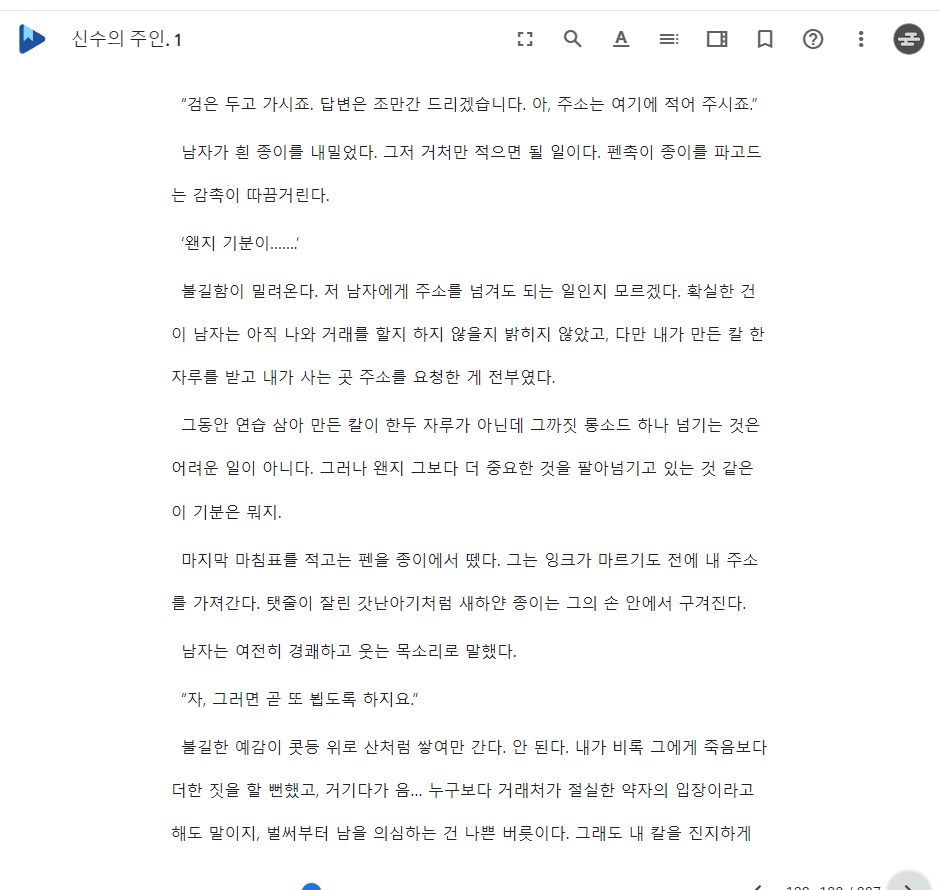 신수의 주인. 1
"검은 두고 가시죠. 답변은 조만간 드리겠습니다. 아, 주소는 여기에 적어 주시죠."
남자가 흰 종이를 내밀었다. 그저 거처만 적으면 될 일이다. 펜촉이 종이를 파고드
는 감촉이 따끔거린다.
'왠지 기분이.......'
불길함이 밀려온다. 저 남자에게 주소를 넘겨도 되는 일인지 모르겠다. 확실한 건
이 남자는 아직 나와 거래를 할지 하지 않을지 밝히지 않았고, 다만 내가 만든 칼 한
자루를 받고 내가 사는 곳 주소를 요청한 게 전부였다.
그동안 연습 삼아 만든 칼이 한두 자루가 아닌데 그까짓 롱소드 하나 넘기는 것은
어려운 일이 아니다. 그러나 왠지 그보다 더 중요한 것을 팔아넘기고 있는 것 같은
이 기분은 뭐지.
마지막 마침표를 적고는 펜을 종이에서 뗐다. 그는 잉크가 마르기도 전에 내 주소
를 가져간다. 탯줄이 잘린 갓난아기처럼 새하얀 종이는 그의 손 안에서 구겨진다.
남자는 여전히 경쾌하고 웃는 목소리로 말했다.
"자, 그러면 곧 또 뵙도록 하지요."
불길한 예감이 콧등 위로 산처럼 쌓여만 간다. 안 된다. 내가 비록 그에게 죽음보다
더한 짓을 할 뻔했고, 거기다가 음... 누구보다 거래처가 절실한 약자의 입장이라고
해도 말이지, 벌써부터 남을 의심하는 건 나쁜 버릇이다. 그래도 내 칼을 진지하게